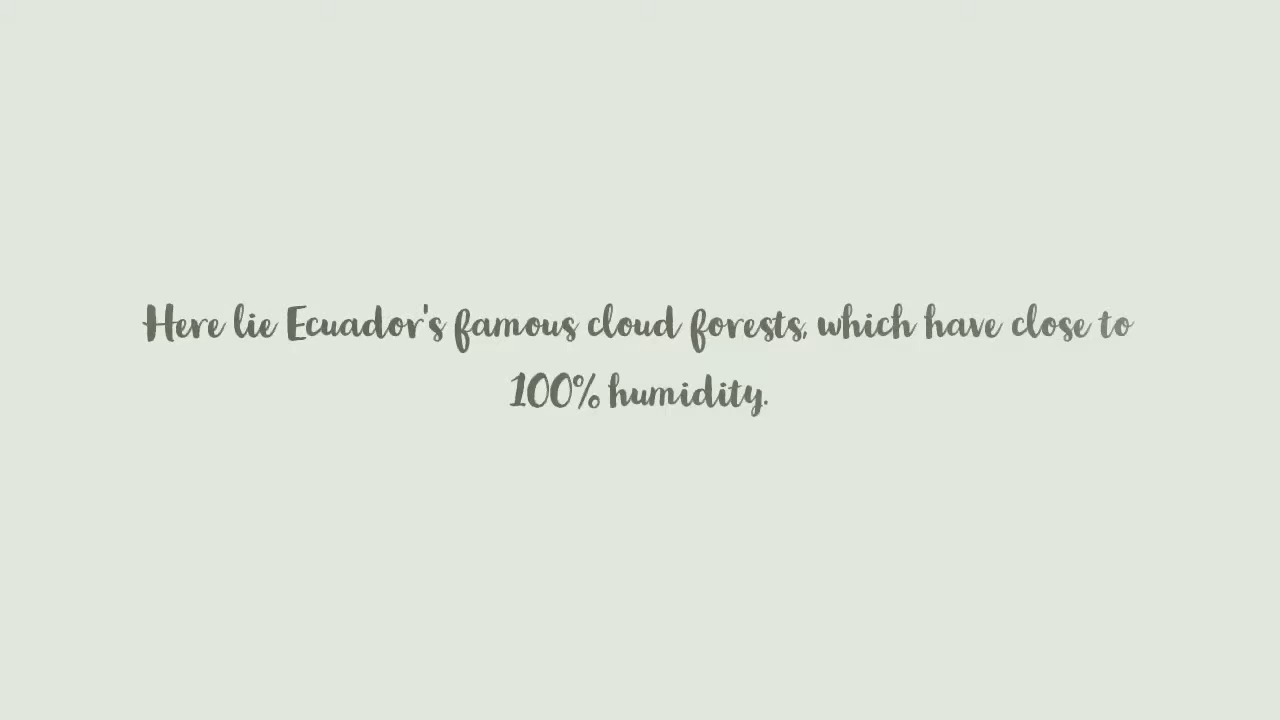 Here lie Ecuador's famous cloud forests, which have close to
100% humidity.